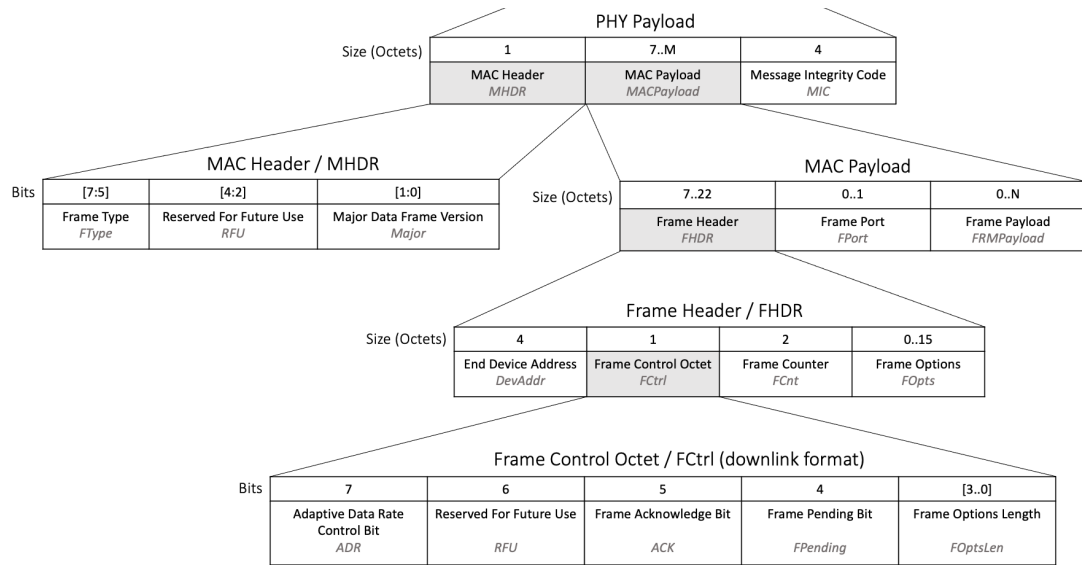 PHY Payload
Size (Octets) 1 7..M 4
MAC Header MAC Payload Message Integrity Code
MHDR MACPayload MIC
MAC Header / MHDR
Bits [7:5] [4:2] [1:0]
Frame Type Reserved For Future Use Major Data Frame Version
FType RFU Major
MAC Payload
Size (Octets) 7..22 0..1 0..N
Frame Header Frame Port Frame Payload
FHDR FPort FRMPayload
Frame Header / FHDR
Size (Octets) 4 1 2 0..15
End Device Address Frame Control Octet Frame Counter Frame Options
DevAddr FCtrl FCnt FOpts
Frame Control Octet / FCtrl (downlink format)
Bits 7 6 5 4 [3..0]
Adaptive Data Rate Reserved For Future Use Frame Acknowledge Bit Frame Pending Bit Frame Options Length
Control Bit
ADR RFU ACK FPending FOptsLen